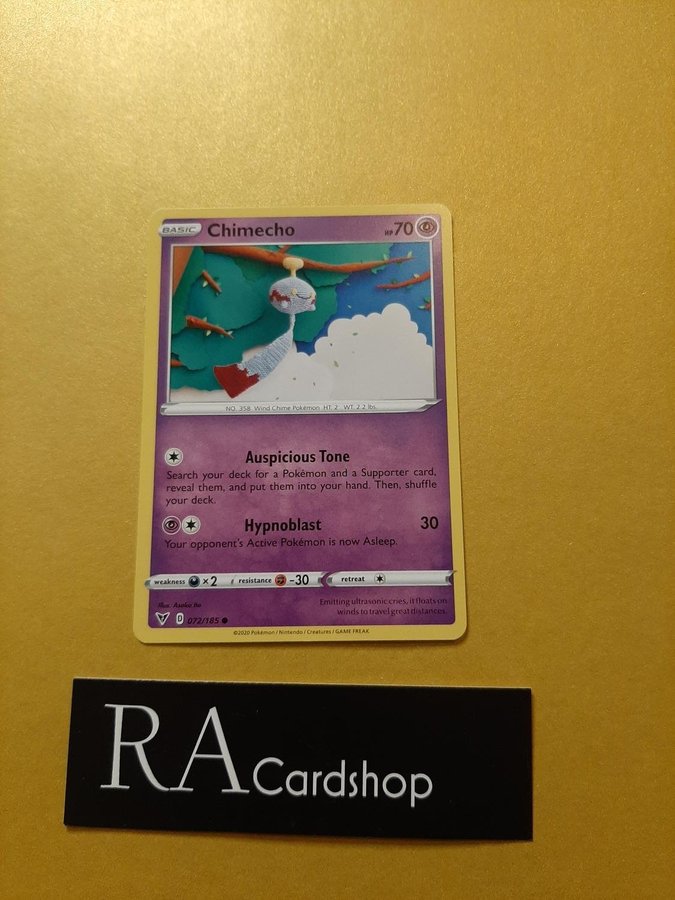 BASIC Chimecho HP70
NO. 358 Wind Chime Pokémon HT: 2' WT: 2.2 lbs.
Auspicious Tone
Search your deck for a Pokémon and a Supporter card,
reveal them, and put them into your hand. Then, shuffle
your deck.
Hypnoblast 30
Your opponent's Active Pokémon is now Asleep.
weakness ×2 resistance -30 retreat
Illus. Asako Ito
Emitting ultrasonic cries, it floats on
winds to travel great distances.
D 072/185
©2020 Pokémon / Nintendo / Creatures / GAME FREAK
RA Cardshop